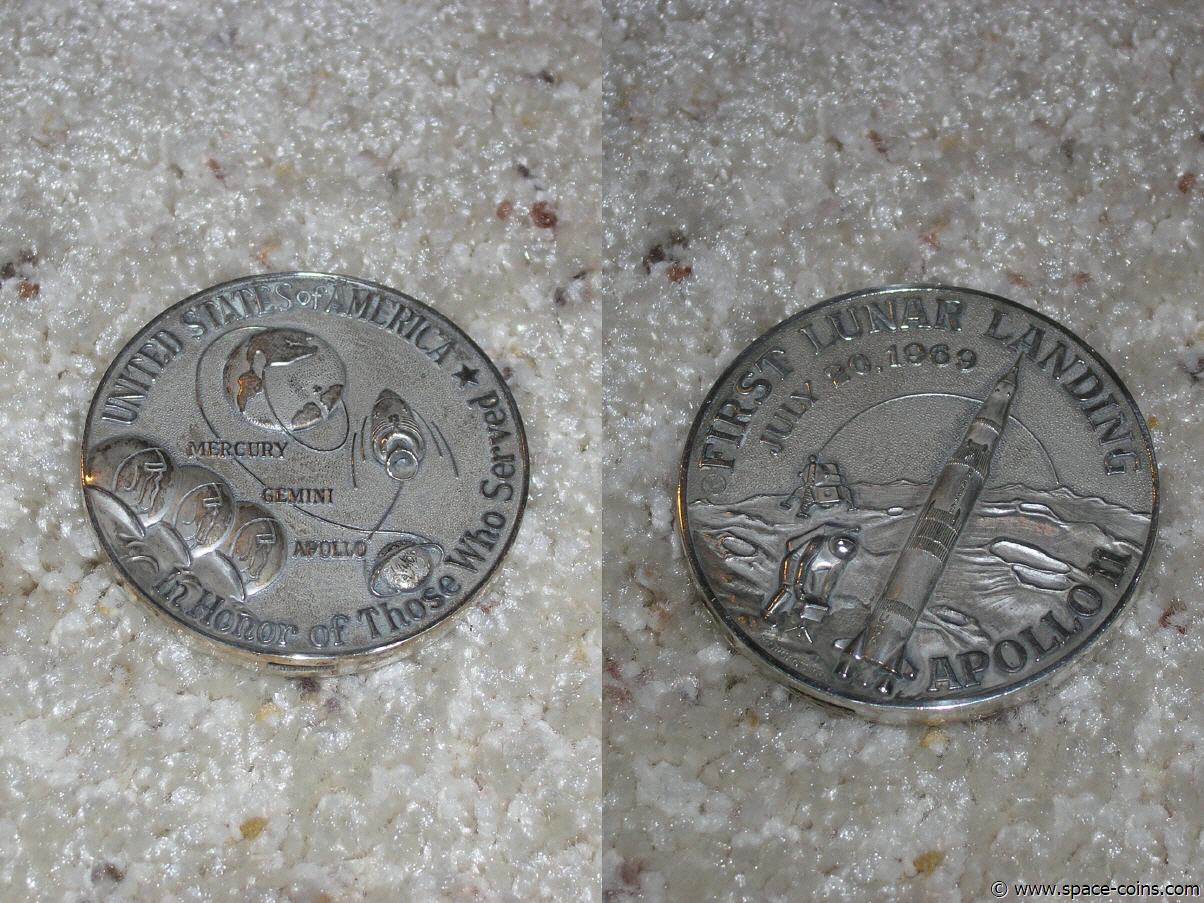 UNITED STATES of AMERICA ★ In Honor of Those Who Served
MERCURY
GEMINI
APOLLO
© FIRST LUNAR LANDING
JULY 20, 1969
APOLLO 11
© www.space-coins.com